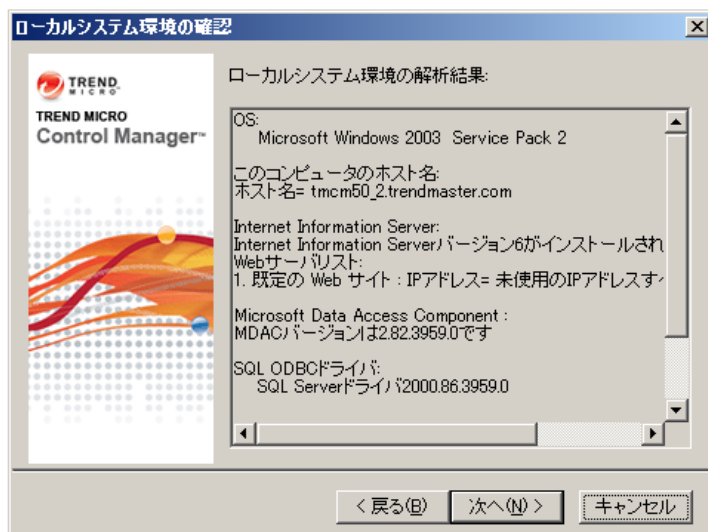 ローカルシステム環境の確認
TREND
MICRO
TREND MICRO
Control Manager™
ローカルシステム環境の解析結果:
OS:
Microsoft Windows 2003 Service Pack 2
このコンピュータのホスト名:
ホスト名= tmcm50_2.trendmaster.com
Internet Information Server:
Internet Information Serverバージョン6がインストールされ
Webサーバリスト:
1. 既定の Web サイト : IPアドレス= 未使用のIPアドレスす
Microsoft Data Access Component :
MDACバージョンは2.82.3959.0です
SQL ODBCドライバ:
SQL Serverドライバ2000.86.3959.0
< 戻る(B)
次へ(N) >
キャンセル